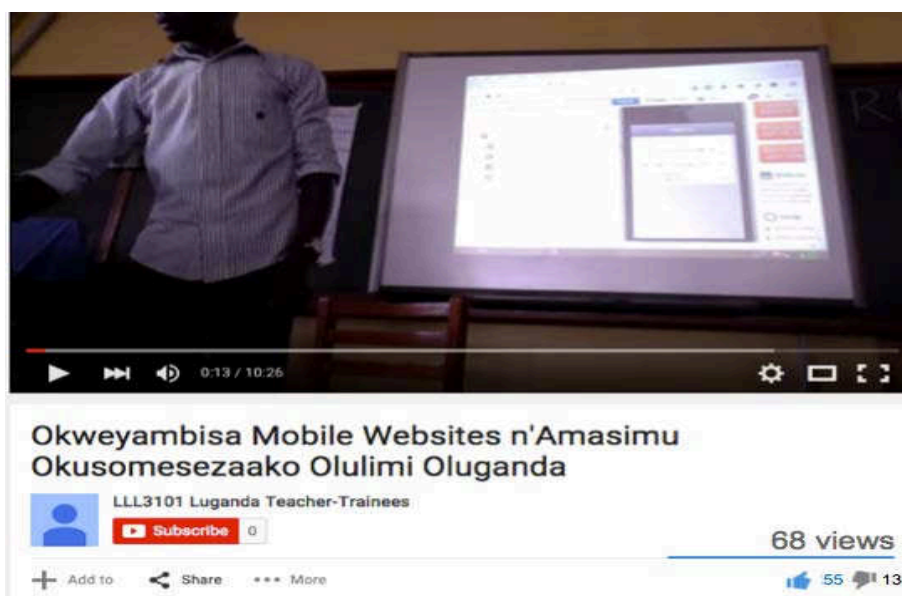 0:13 / 10:26
Okweyambisa Mobile Websites n'Amasimu
Okusomesezaako Olulimi Oluganda
LLL3101 Luganda Teacher-Trainees
Subscribe 0
68 views
Add to Share More
55 13